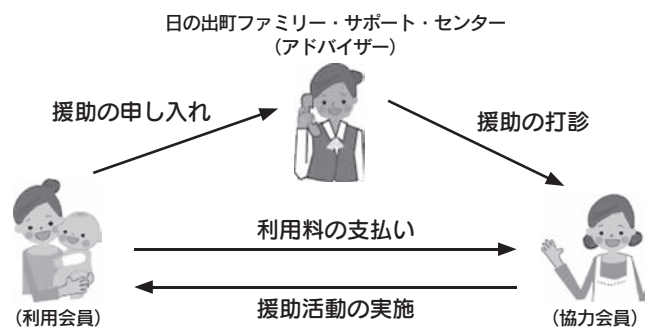 日の出町ファミリー・サポート・センター
（アドバイザー）
援助の申し入れ
援助の打診
利用料の支払い
援助活動の実施
（利用会員）
（協力会員）